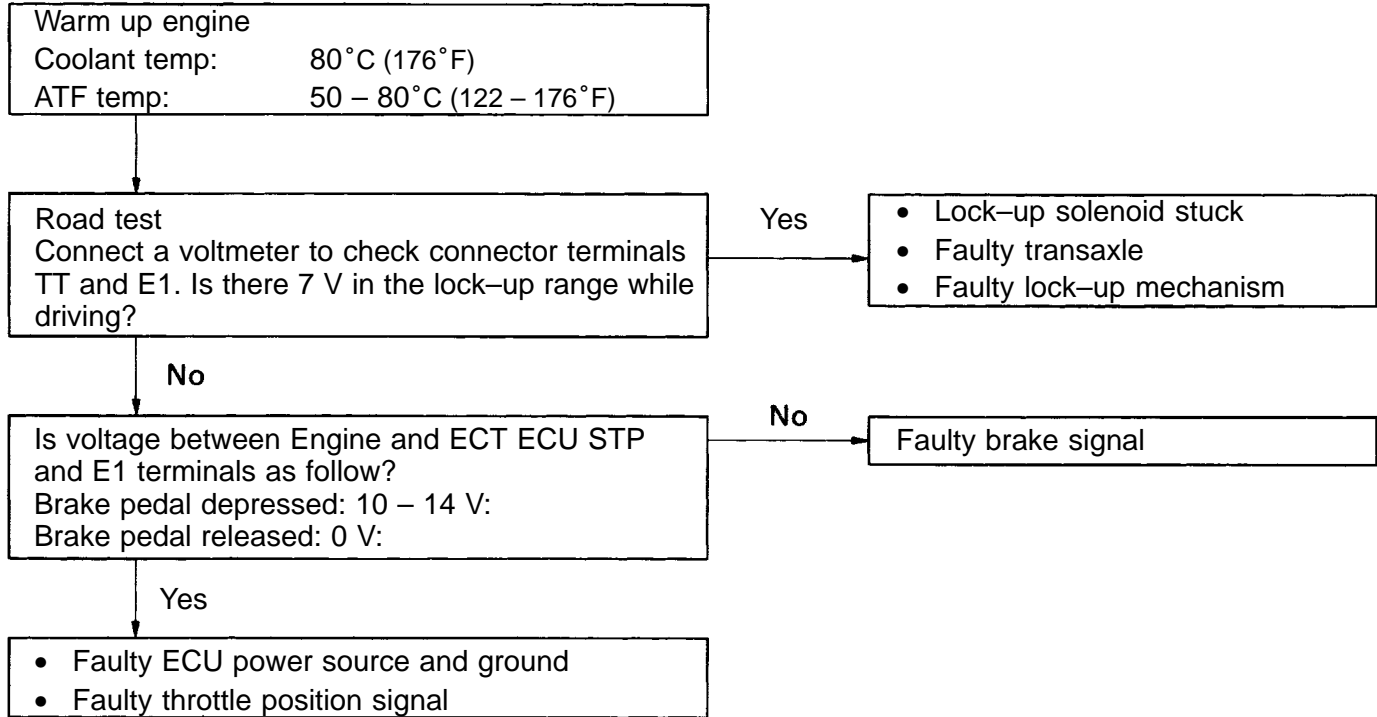 Warm up engine
Coolant temp: 80˚C (176˚F)
ATF temp: 50 – 80˚C (122 – 176˚F)
Road test
Connect a voltmeter to check connector terminals
TT and E1. Is there 7 V in the lock–up range while
driving?
Yes
• Lock–up solenoid stuck
• Faulty transaxle
• Faulty lock–up mechanism
No
Is voltage between Engine and ECT ECU STP
and E1 terminals as follow?
Brake pedal depressed: 10 – 14 V:
Brake pedal released: 0 V:
No
Faulty brake signal
Yes
• Faulty ECU power source and ground
• Faulty throttle position signal